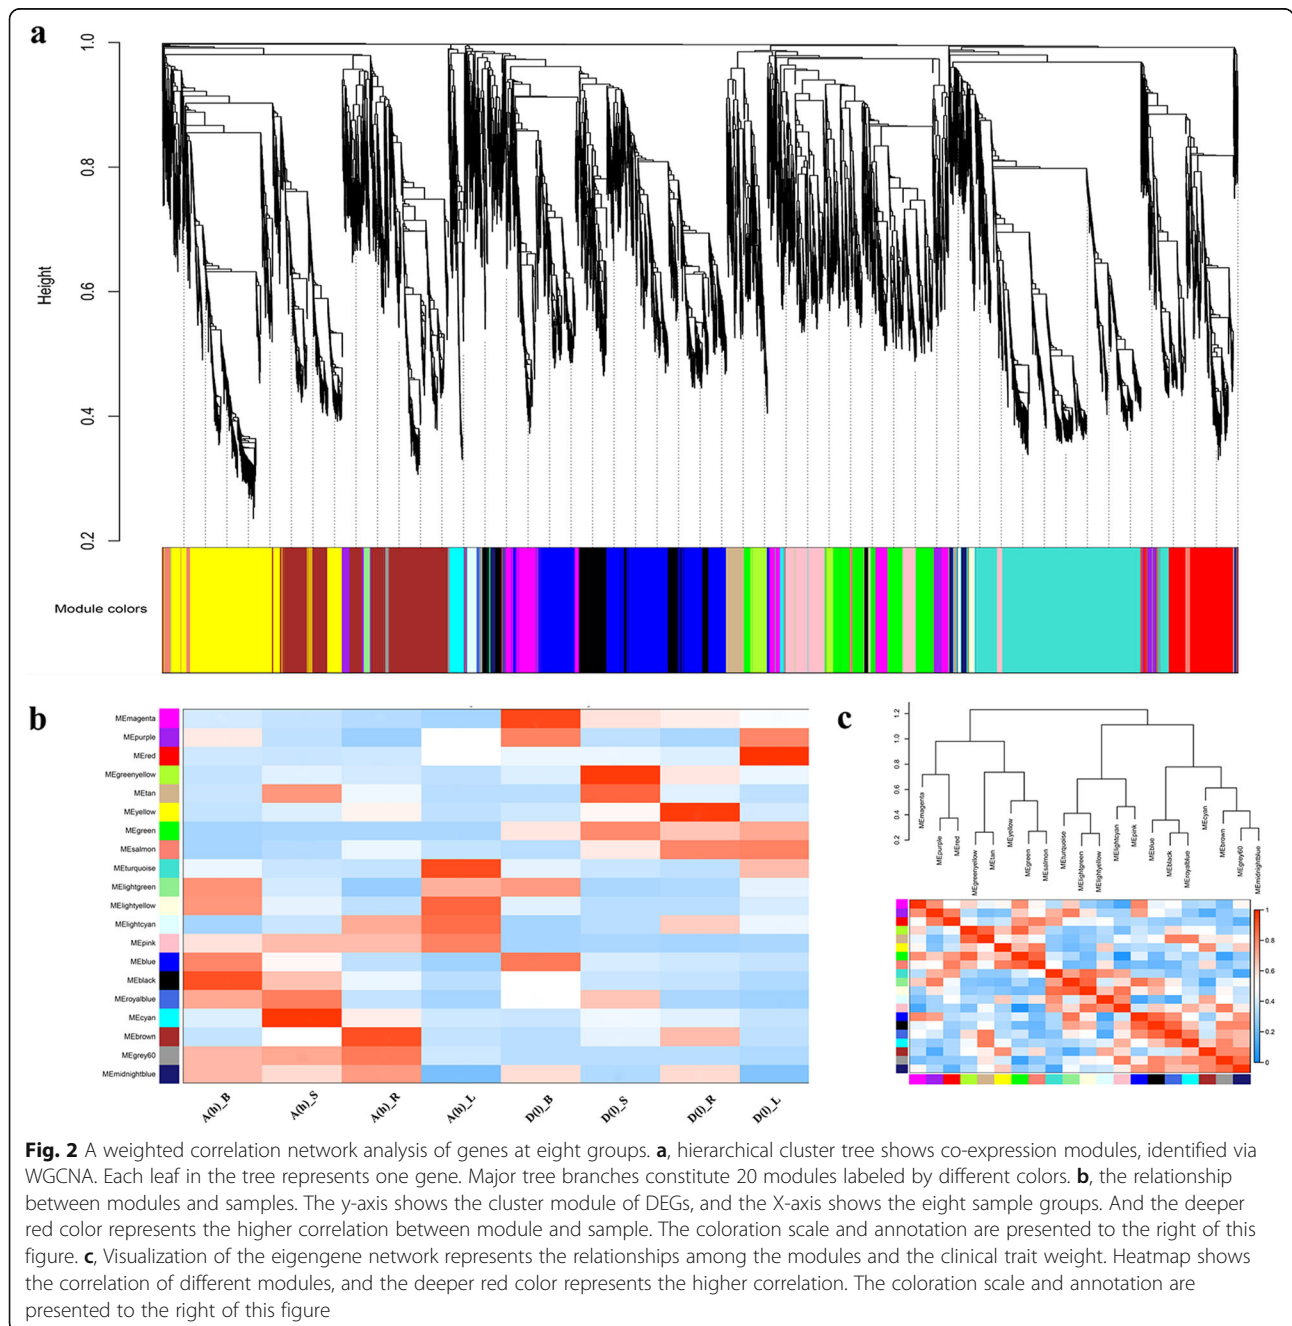 a
1.0
0.8
0.6
0.4
0.2
Height
Module colors
b
MEmagenta
MEpurple
MEred
MEgreenyellow
MEtan
MEyellow
MEgreen
MEsalmon
MEturquoise
MElightgreen
MElightyellow
MElightcyan
MEpink
MEblue
MEblack
MEroyalblue
MEcyan
MEbrown
MEgrey60
MEmidnightblue
A(h)_B
A(h)_S
A(h)_R
A(h)_L
D(f)_B
D(f)_S
D(f)_R
D(f)_L
c
1.2
1.0
0.8
0.6
0.4
0.2
MEmagenta
MEpurple
MEred
MEgreenyellow
MEtan
MEyellow
MEgreen
MEsalmon
MEturquoise
MElightgreen
MElightyellow
MElightcyan
MEpink
MEblue
MEblack
MEroyalblue
MEcyan
MEbrown
MEgrey60
MEmidnightblue
1
0.8
0.6
0.4
0.2
0
Fig. 2 A weighted correlation network analysis of genes at eight groups. a, hierarchical cluster tree shows co-expression modules, identified via
WGCNA. Each leaf in the tree represents one gene. Major tree branches constitute 20 modules labeled by different colors. b, the relationship
between modules and samples. The y-axis shows the cluster module of DEGs, and the X-axis shows the eight sample groups. And the deeper
red color represents the higher correlation between module and sample. The coloration scale and annotation are presented to the right of this
figure. c, Visualization of the eigengene network represents the relationships among the modules and the clinical trait weight. Heatmap shows
the correlation of different modules, and the deeper red color represents the higher correlation. The coloration scale and annotation are
presented to the right of this figure